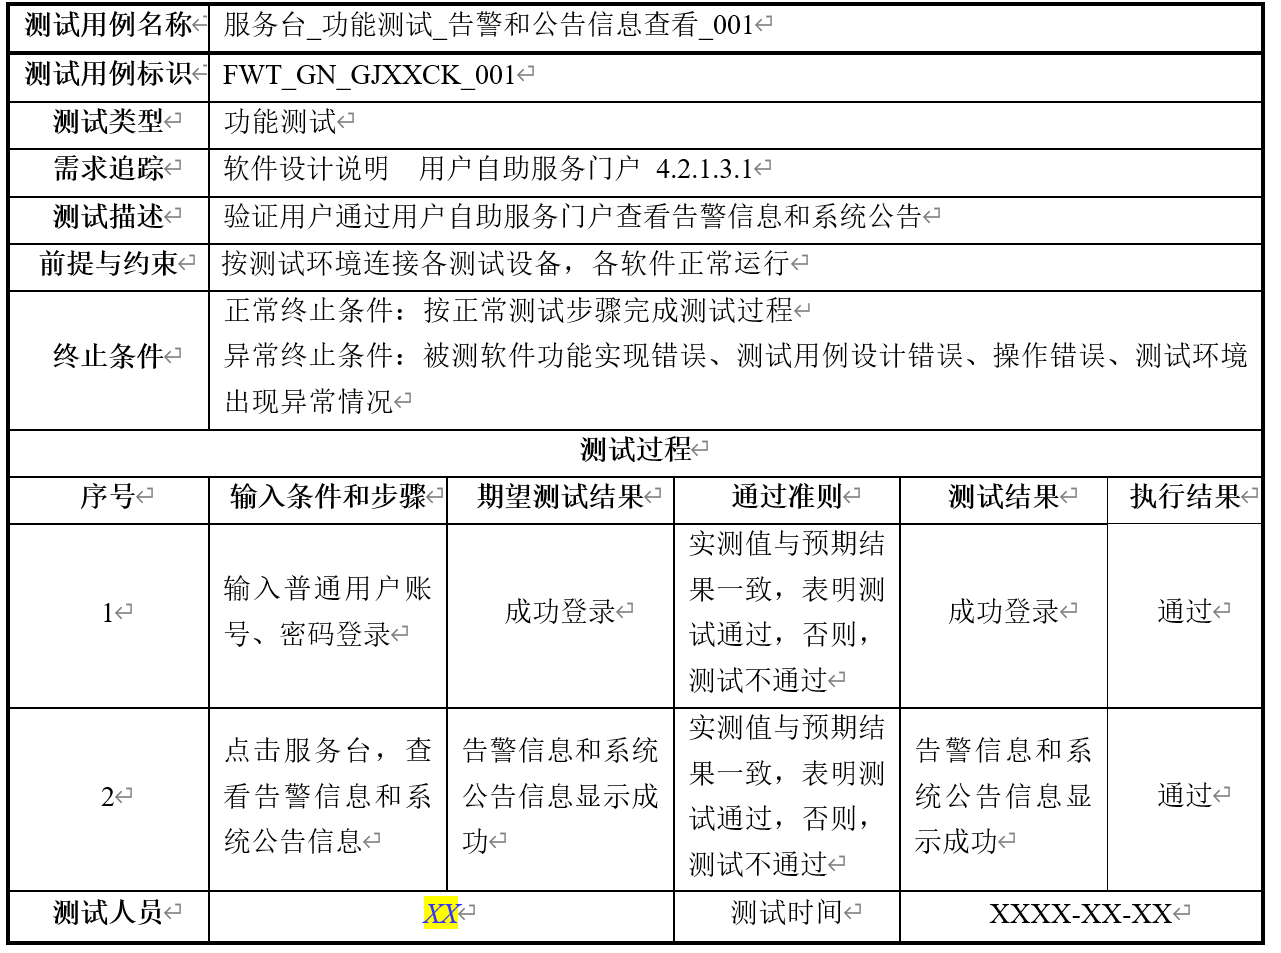 测试用例名称 服务台_功能测试_告警和公告信息查看_001
测试用例标识 FWT_GN_GJXXCK_001
测试类型 功能测试
需求追踪 软件设计说明　用户自助服务门户 4.2.1.3.1
测试描述 验证用户通过用户自助服务门户查看告警信息和系统公告
前提与约束 按测试环境连接各测试设备，各软件正常运行
终止条件
正常终止条件：按正常测试步骤完成测试过程
异常终止条件：被测软件功能实现错误、测试用例设计错误、操作错误、测试环境
出现异常情况
测试过程
序号 输入条件和步骤 期望测试结果 通过准则 测试结果 执行结果
1
输入普通用户账
号、密码登录
成功登录
实测值与预期结
果一致，表明测
试通过，否则，
测试不通过
成功登录
通过
2
点击服务台，查
看告警信息和系
统公告信息
告警信息和系统
公告信息显示成
功
实测值与预期结
果一致，表明测
试通过，否则，
测试不通过
告警信息和系
统公告信息显
示成功
通过
测试人员 XX 测试时间 XXXX-XX-XX